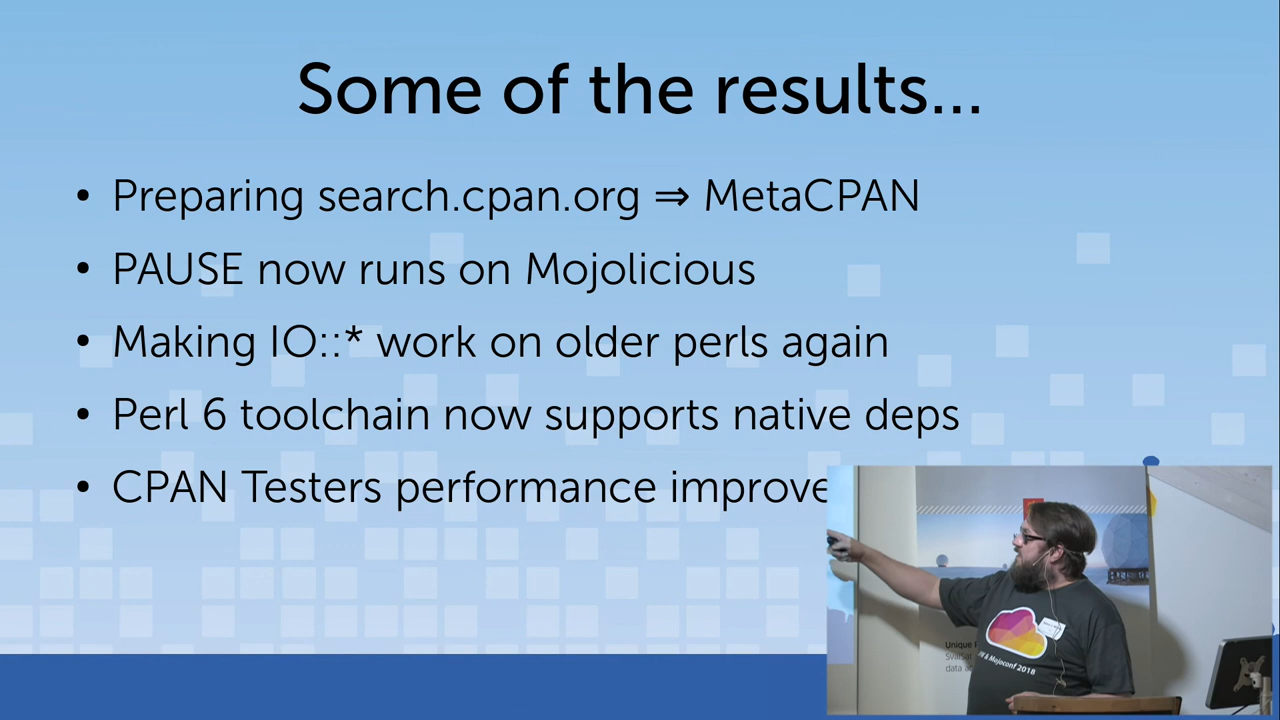 Some of the results...
• Preparing search.cpan.org ⇒ MetaCPAN
• PAUSE now runs on Mojolicious
• Making IO::* work on older perls again
• Perl 6 toolchain now supports native deps
• CPAN Testers performance improve
Unique
& Mojoconf 2018